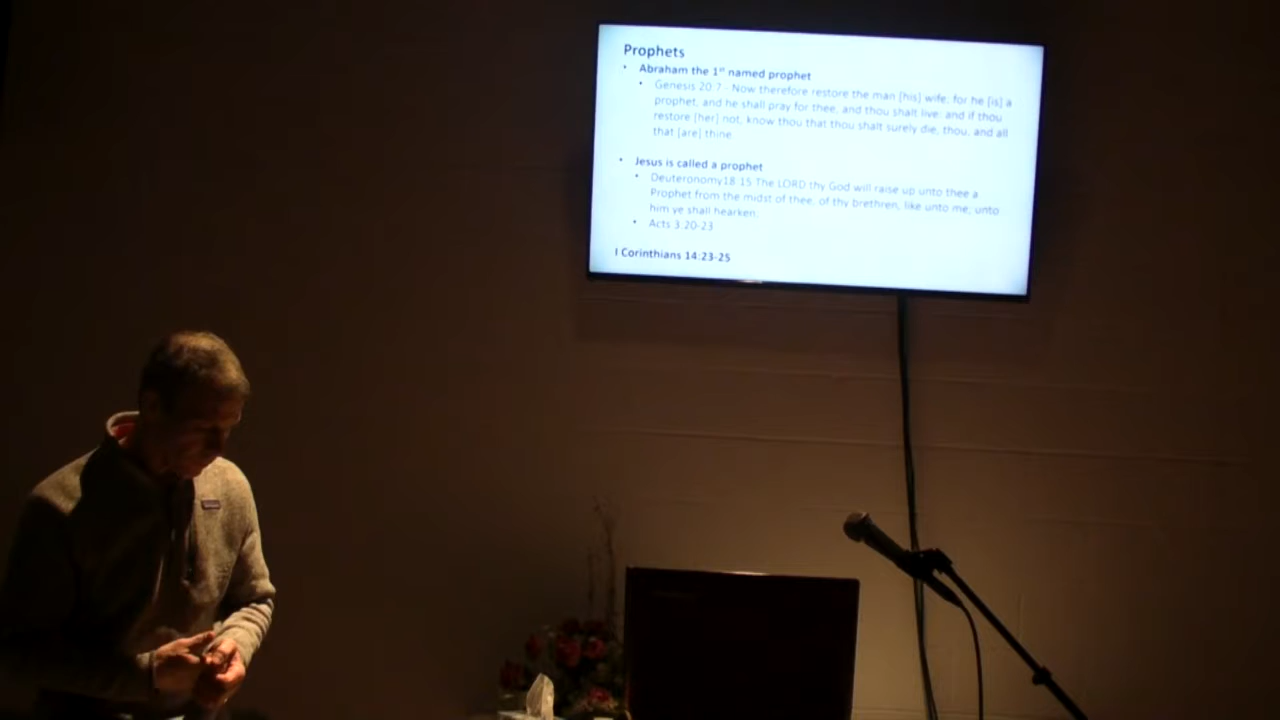 Prophets
• Abraham the 1st named prophet
• Genesis 20:7 - Now therefore restore the man [his] wife; for he [is] a
prophet, and he shall pray for thee, and thou shalt live: and if thou
restore [her] not, know thou that thou shalt surely die, thou, and all
that [are] thine.
• Jesus is called a prophet
• Deuteronomy18:15 The LORD thy God will raise up unto thee a
Prophet from the midst of thee, of thy brethren, like unto me; unto
him ye shall hearken;
• Acts 3:20-23
I Corinthians 14:23-25